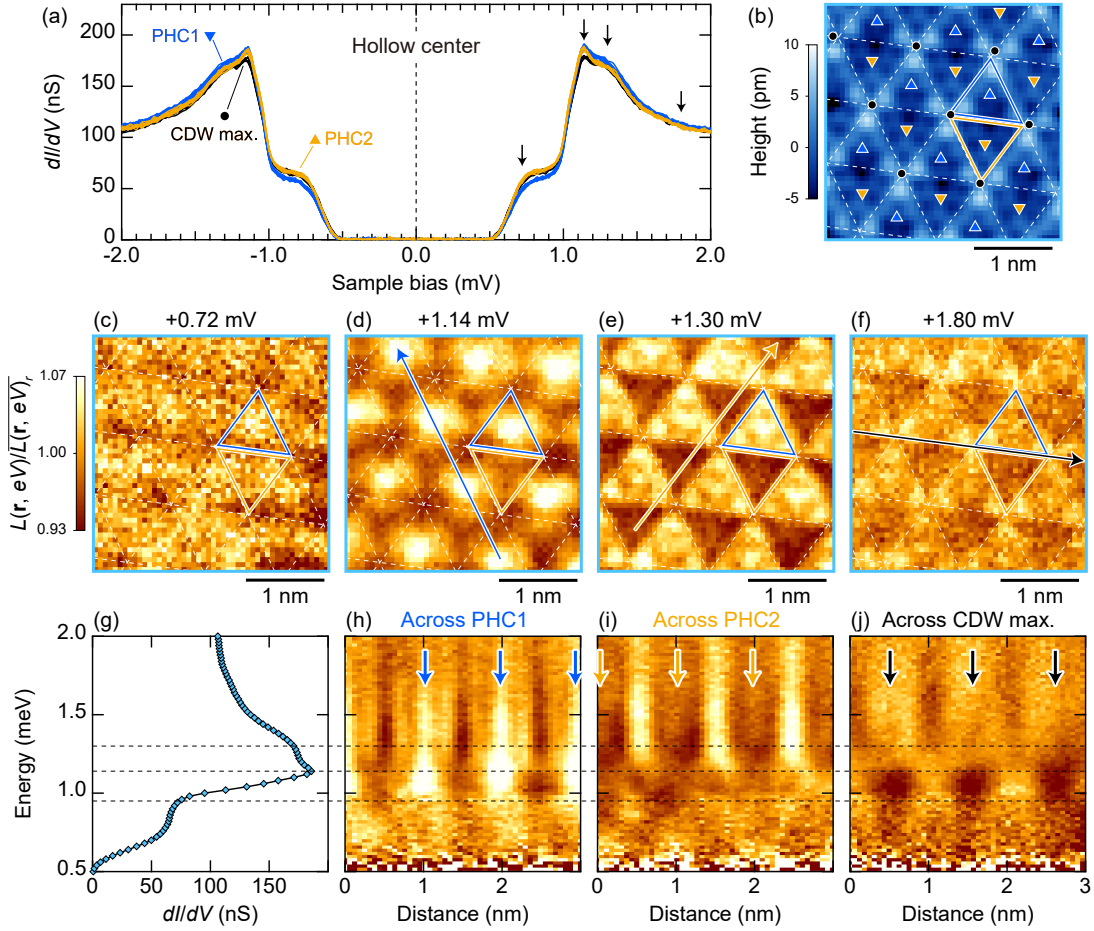 (a)
200
150
100
50
0
dI/dV (nS)
PHC1
CDW max.
PHC2
Hollow center
-2.0
-1.0
0.0
1.0
2.0
Sample bias (mV)
(b)
10
5
0
-5
Height (pm)
1 nm
(c)
+0.72 mV
(d)
+1.14 mV
(e)
+1.30 mV
(f)
+1.80 mV
1.07
1.00
0.93
L(r, eV)/L(r, eV)r
1 nm
1 nm
1 nm
1 nm
(g)
(h)
Across PHC1
(i)
Across PHC2
(j)
Across CDW max.
2.0
1.5
1.0
0.5
Energy (meV)
0
50
100
150
dI/dV (nS)
0
1
2
Distance (nm)
0
1
2
Distance (nm)
0
1
2
3
Distance (nm)